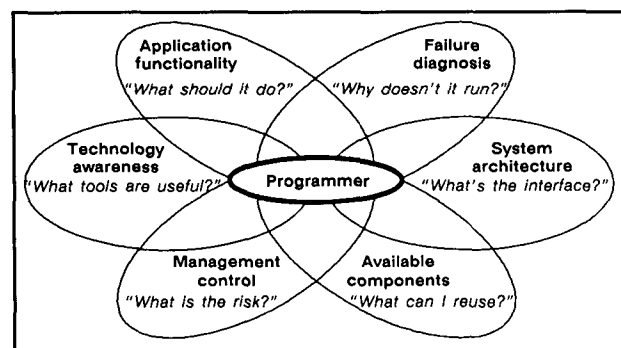 Application
functionality
"What should it do?"
Failure
diagnosis
"Why doesn't it run?"
Technology
awareness
"What tools are useful?"
Programmer
System
architecture
"What's the interface?"
Management
control
"What is the risk?"
Available
components
"What can I reuse?"